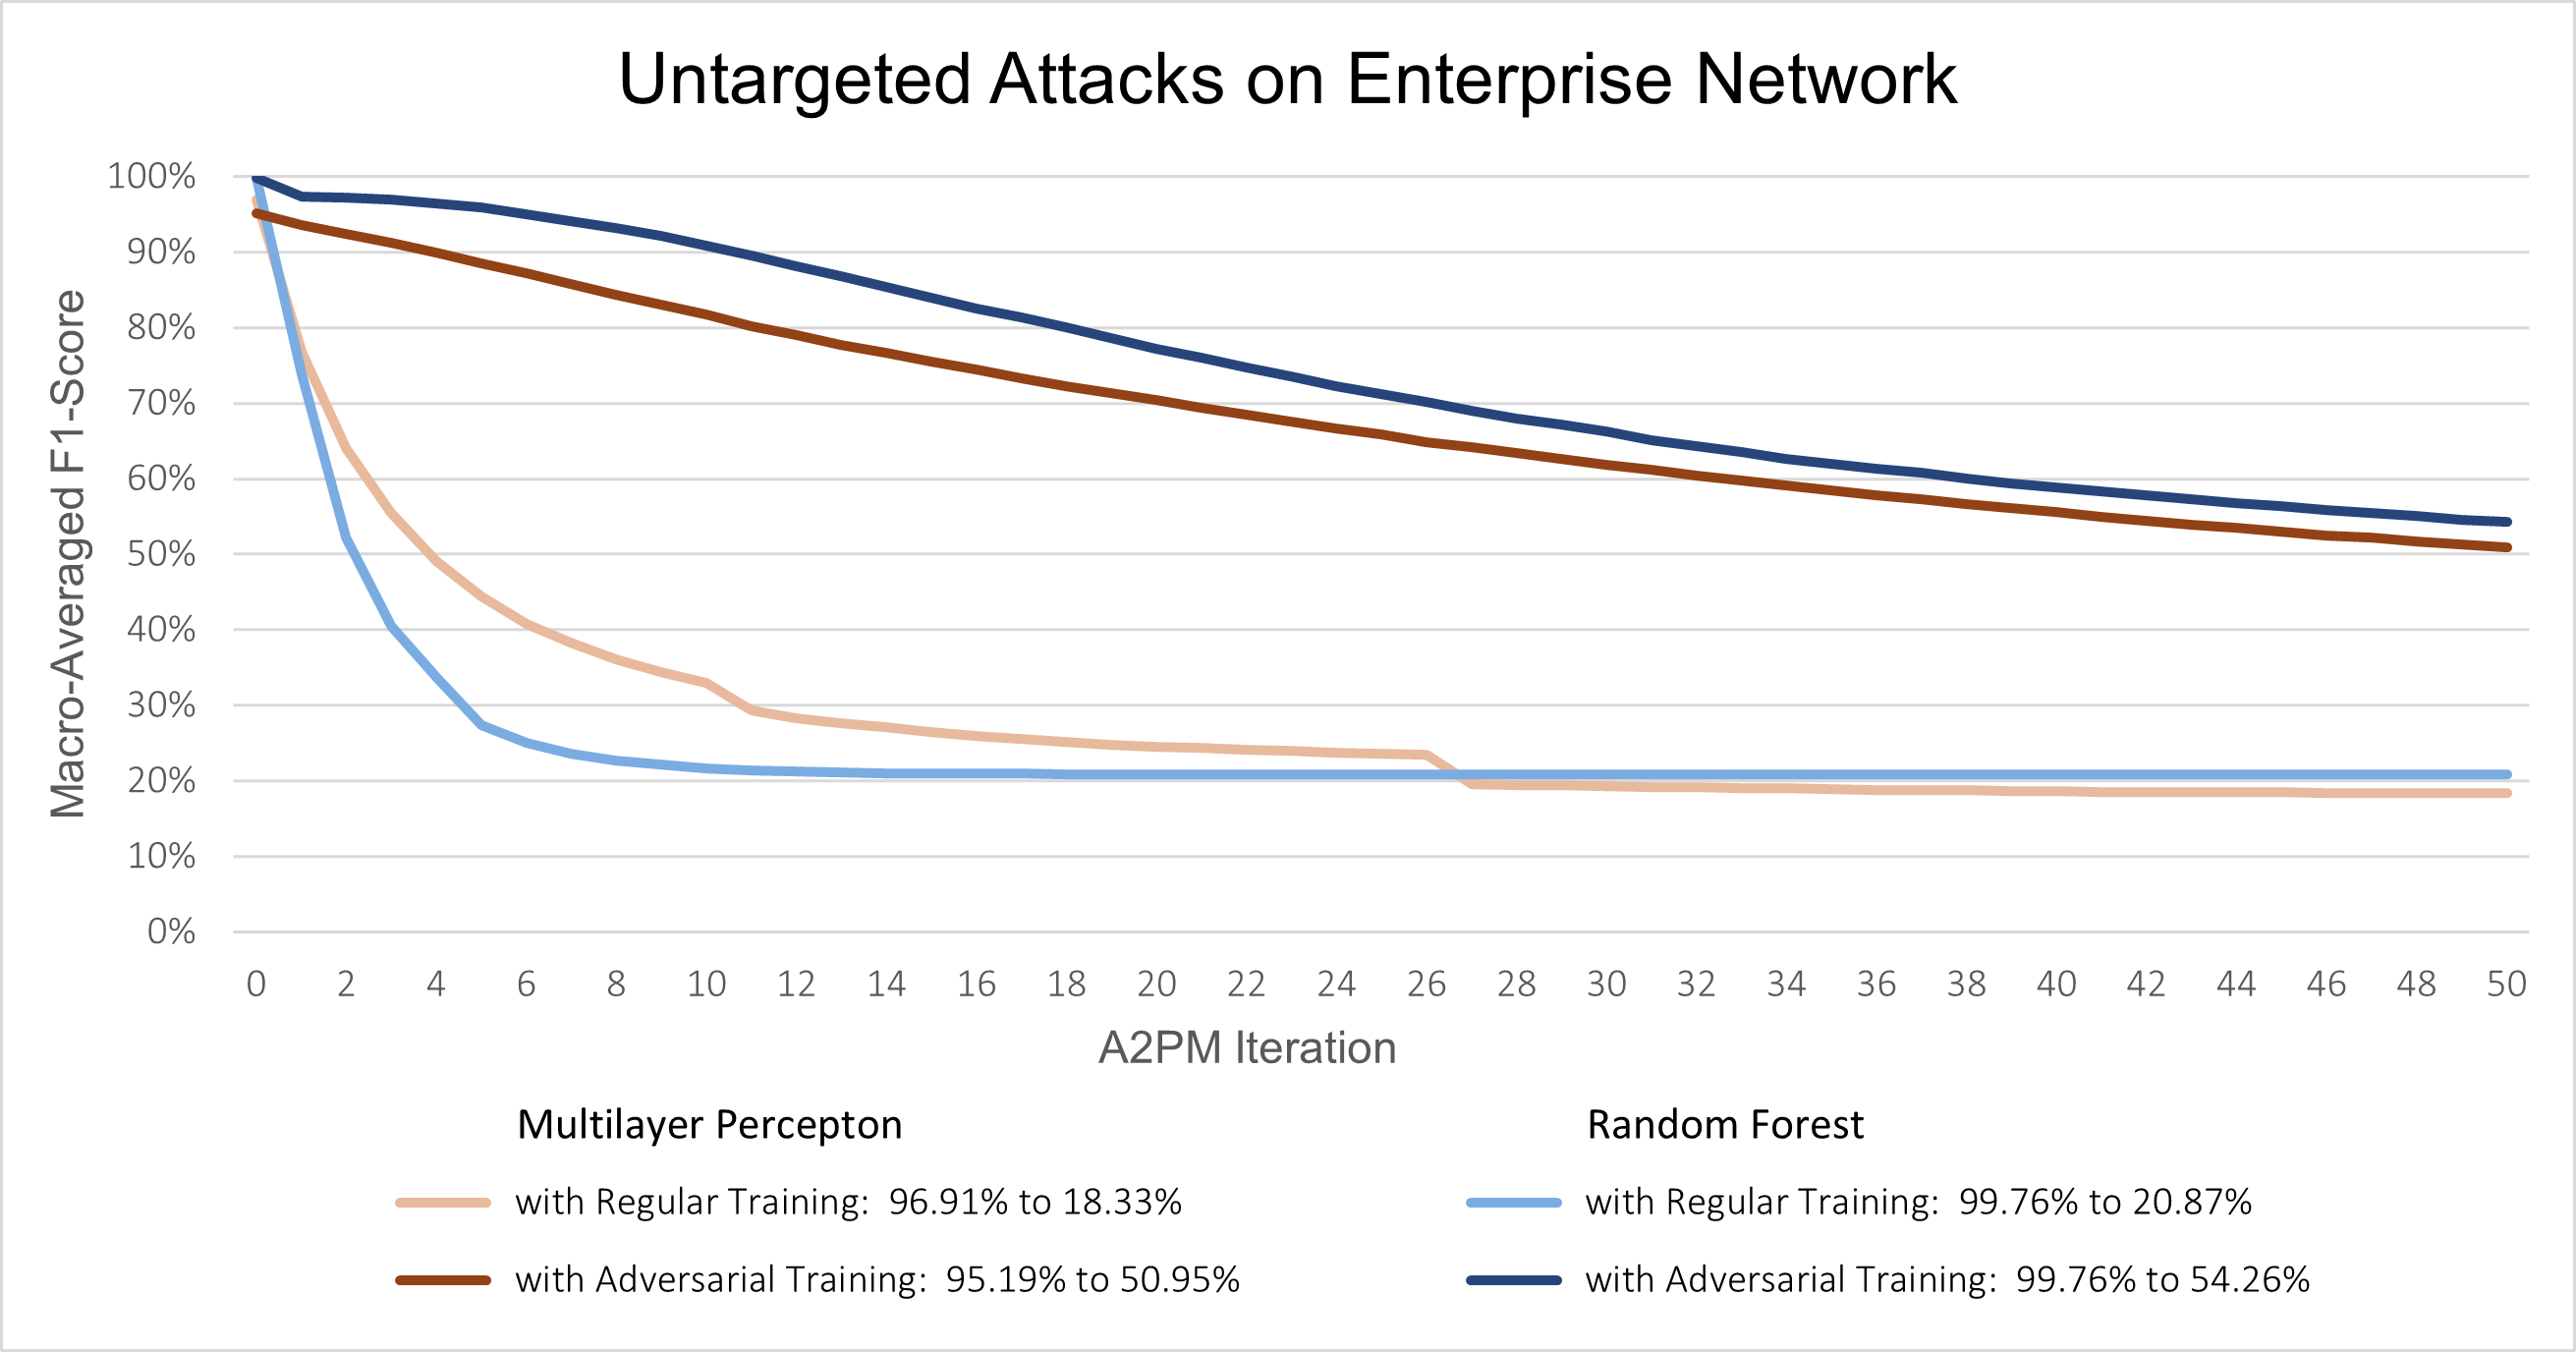 Untargeted Attacks on Enterprise Network
Macro-Averaged F1-Score
100%
90%
80%
70%
60%
50%
40%
30%
20%
10%
0%
0 2 4 6 8 10 12 14 16 18 20 22 24 26 28 30 32 34 36 38 40 42 44 46 48 50
A2PM Iteration
Multilayer Percepton
with Regular Training: 96.91% to 18.33%
with Adversarial Training: 95.19% to 50.95%
Random Forest
with Regular Training: 99.76% to 20.87%
with Adversarial Training: 99.76% to 54.26%